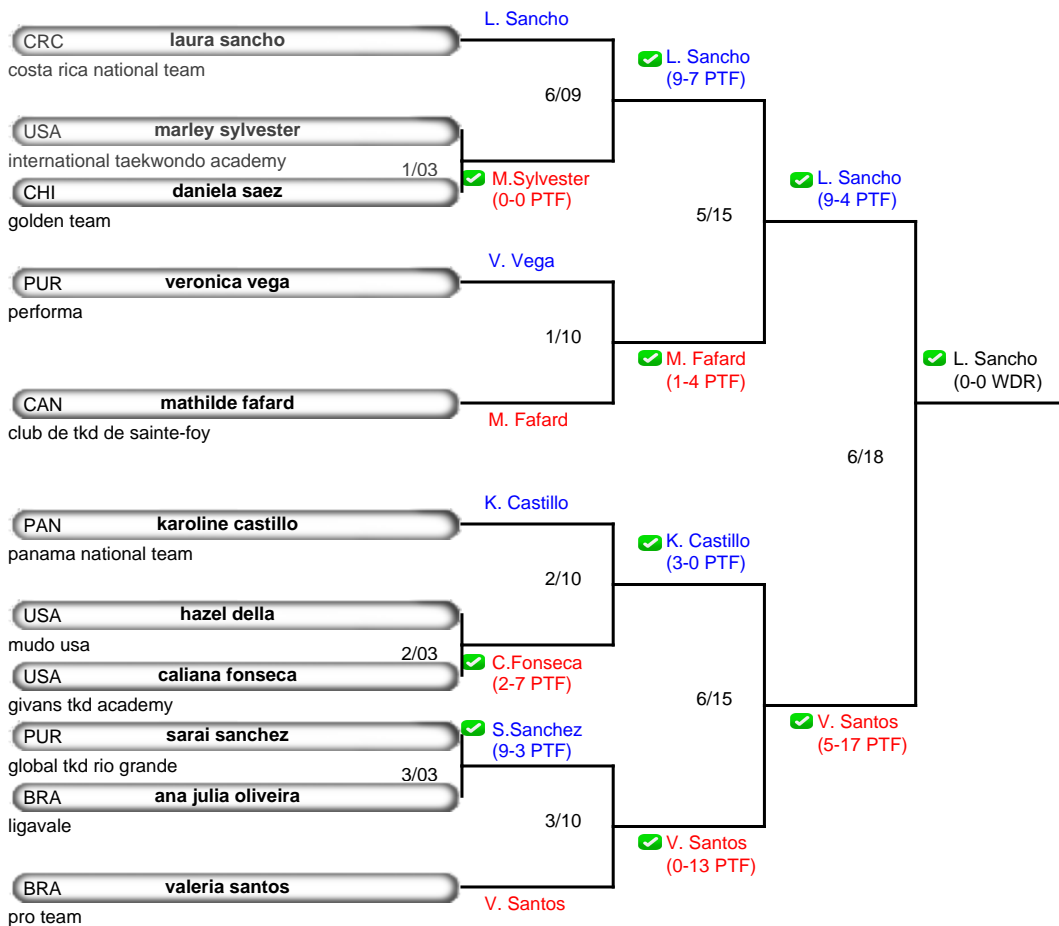 L. Sancho
CRC laura sancho
costa rica national team
L. Sancho
(9-7 PTF)
6/09
USA marley sylvester
international taekwondo academy
1/03
CHI daniela saez
golden team
M.Sylvester
(0-0 PTF)
L. Sancho
(9-4 PTF)
5/15
V. Vega
PUR veronica vega
performa
1/10
M. Fafard
(1-4 PTF)
L. Sancho
(0-0 WDR)
CAN mathilde fafard
club de tkd de sainte-foy
M. Fafard
6/18
K. Castillo
PAN karoline castillo
panama national team
K. Castillo
(3-0 PTF)
2/10
USA hazel della
mudo usa
2/03
USA caliana fonseca
givans tkd academy
C.Fonseca
(2-7 PTF)
6/15
V. Santos
(5-17 PTF)
PUR sarai sanchez
global tkd rio grande
S.Sanchez
(9-3 PTF)
3/03
BRA ana julia oliveira
ligavale
3/10
V. Santos
(0-13 PTF)
BRA valeria santos
pro team
V. Santos